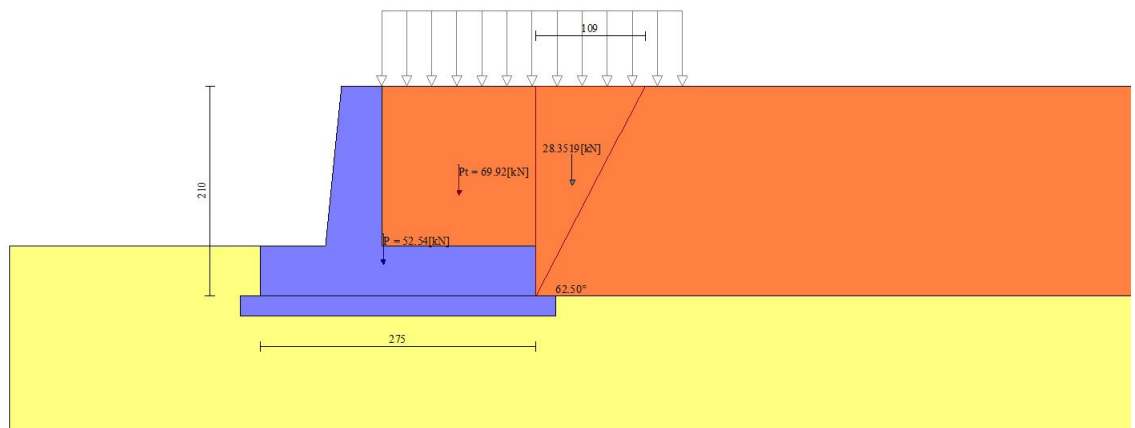 109
28.3519[kN]
Pt = 69.92[kN]
210
P = 52.54[kN]
62.50°
275